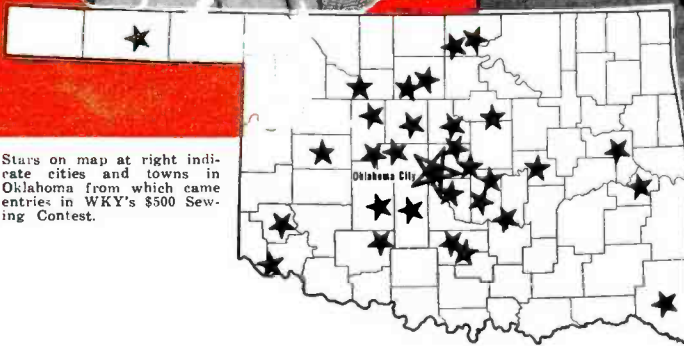 Stars on map at right indi-
cate cities and towns in
Oklahoma from which came
entries in WKY's $500 Sew-
ing Contest.
Oklahoma City